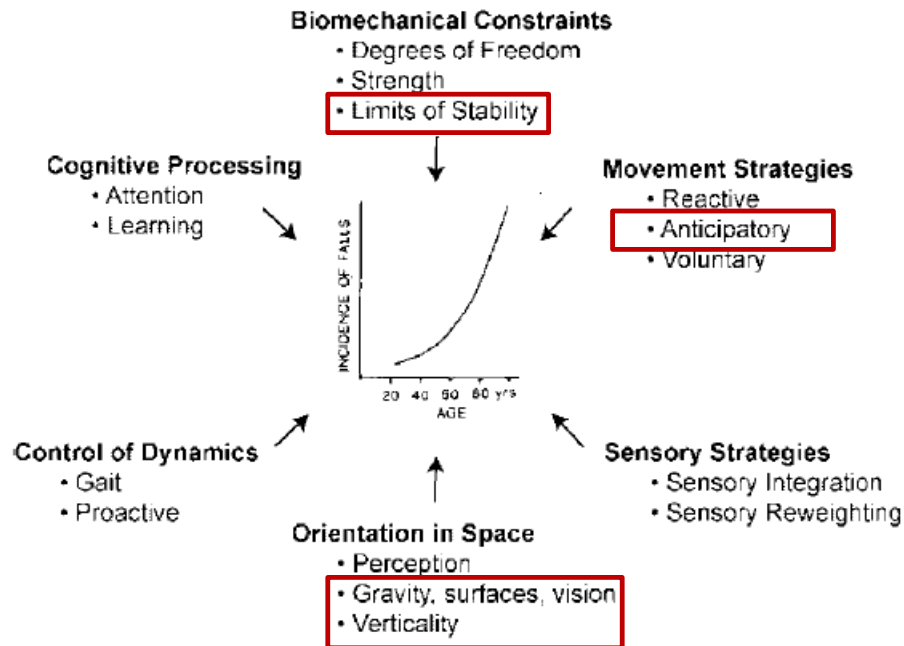 Biomechanical Constraints
• Degrees of Freedom
• Strength
• Limits of Stability
Cognitive Processing
• Attention
• Learning
Movement Strategies
• Reactive
• Anticipatory
• Voluntary
INCIDENCE OF FALLS
20 40 60 80 yrs
AGE
Control of Dynamics
• Gait
• Proactive
Sensory Strategies
• Sensory Integration
• Sensory Reweighting
Orientation in Space
• Perception
• Gravity, surfaces, vision
• Verticality